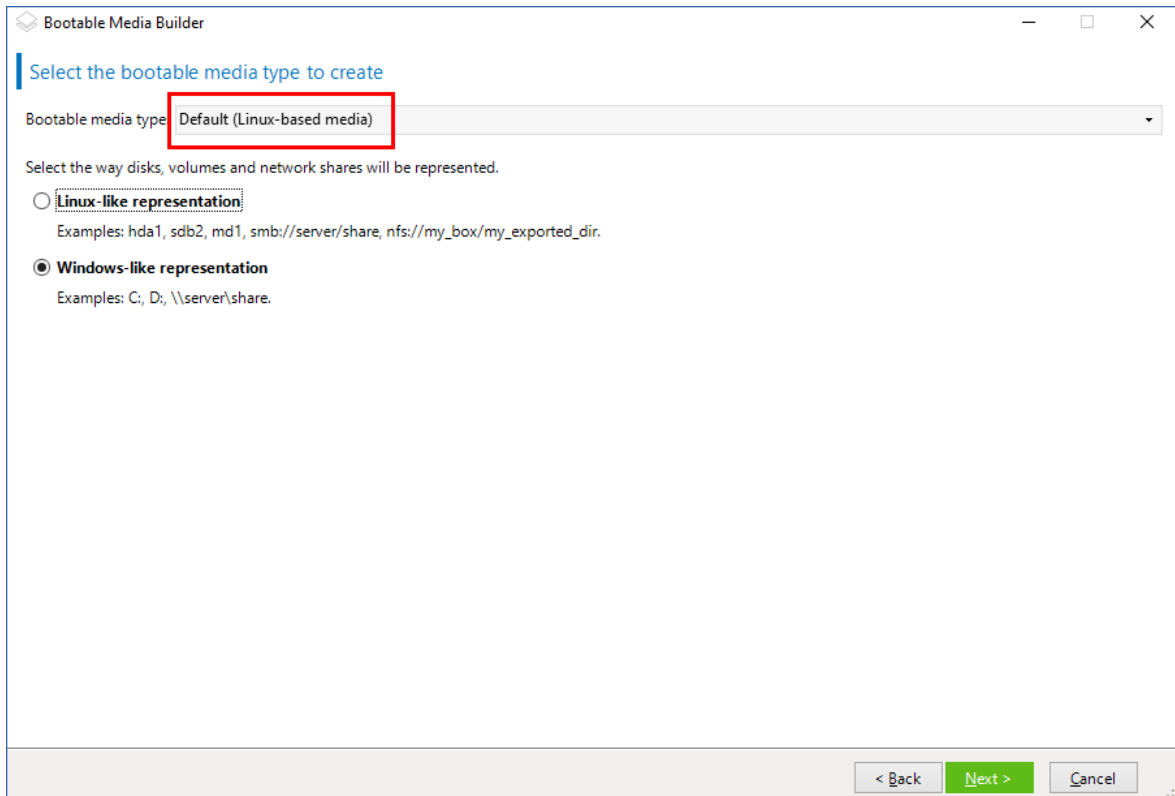 Bootable Media Builder
Select the bootable media type to create
Bootable media type Default (Linux-based media)
Select the way disks, volumes and network shares will be represented.
Linux-like representation
Examples: hda1, sdb2, md1, smb://server/share, nfs://my_box/my_exported_dir.
Windows-like representation
Examples: C:, D:, \\server\share.
< Back Next > Cancel